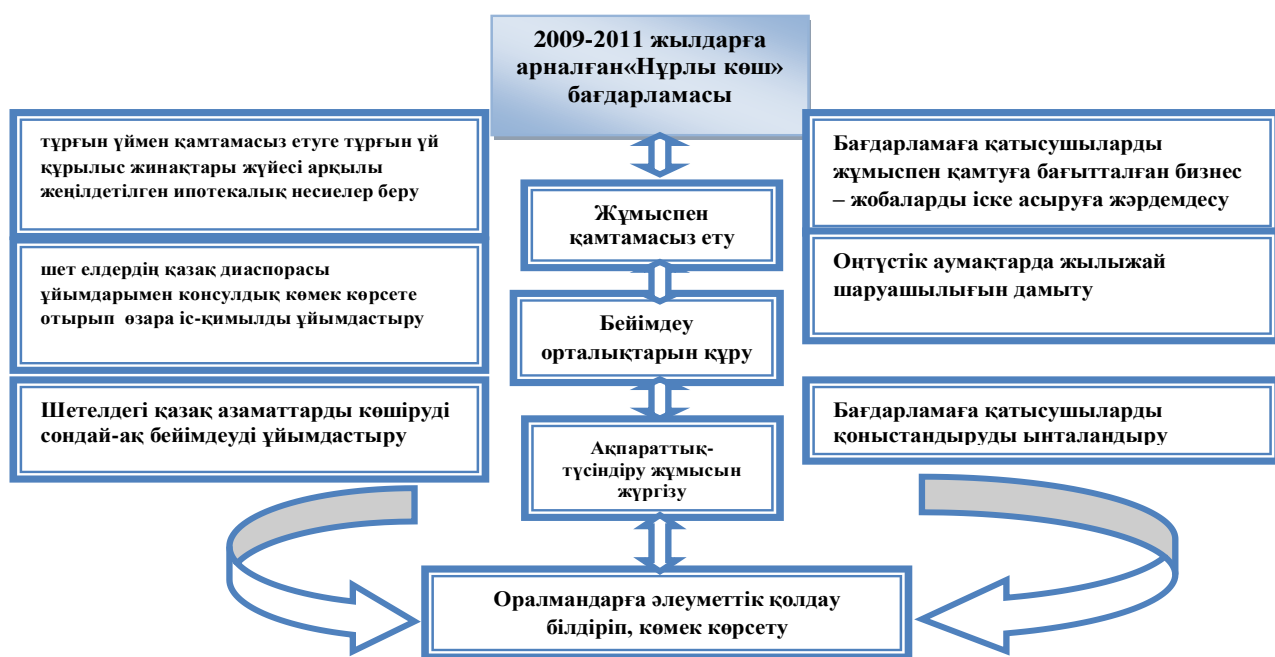 2009-2011 жылдарға
арналған«Нұрлы көш»
бағдарламасы
тұрғын үймен қамтамасыз етуге тұрғын үй
құрылыс жинақтары жүйесі арқылы
жеңілдетілген ипотекалық несиелер беру
шет елдердің қазақ диаспорасы
ұйымдарымен консулдық көмек көрсете
отырып өзара іс-қимылды ұйымдастыру
Шетелдегі қазақ азаматтарды көшіруді
сондай-ақ бейімдеуді ұйымдастыру
Жұмыспен
қамтамасыз ету
Бейімдеу
орталықтарын құру
Ақпараттық-
түсіндіру жұмысын
жүргізу
Бағдарламаға қатысушыларды
жұмыспен қамтуға бағытталған бизнес
– жобаларды іске асыруға жәрдемдесу
Оңтүстік аумақтарда жылыжай
шаруашылығын дамыту
Бағдарламаға қатысушыларды
қоныстандыруды ынталандыру
Оралмандарға әлеуметтік қолдау
білдіріп, көмек көрсету